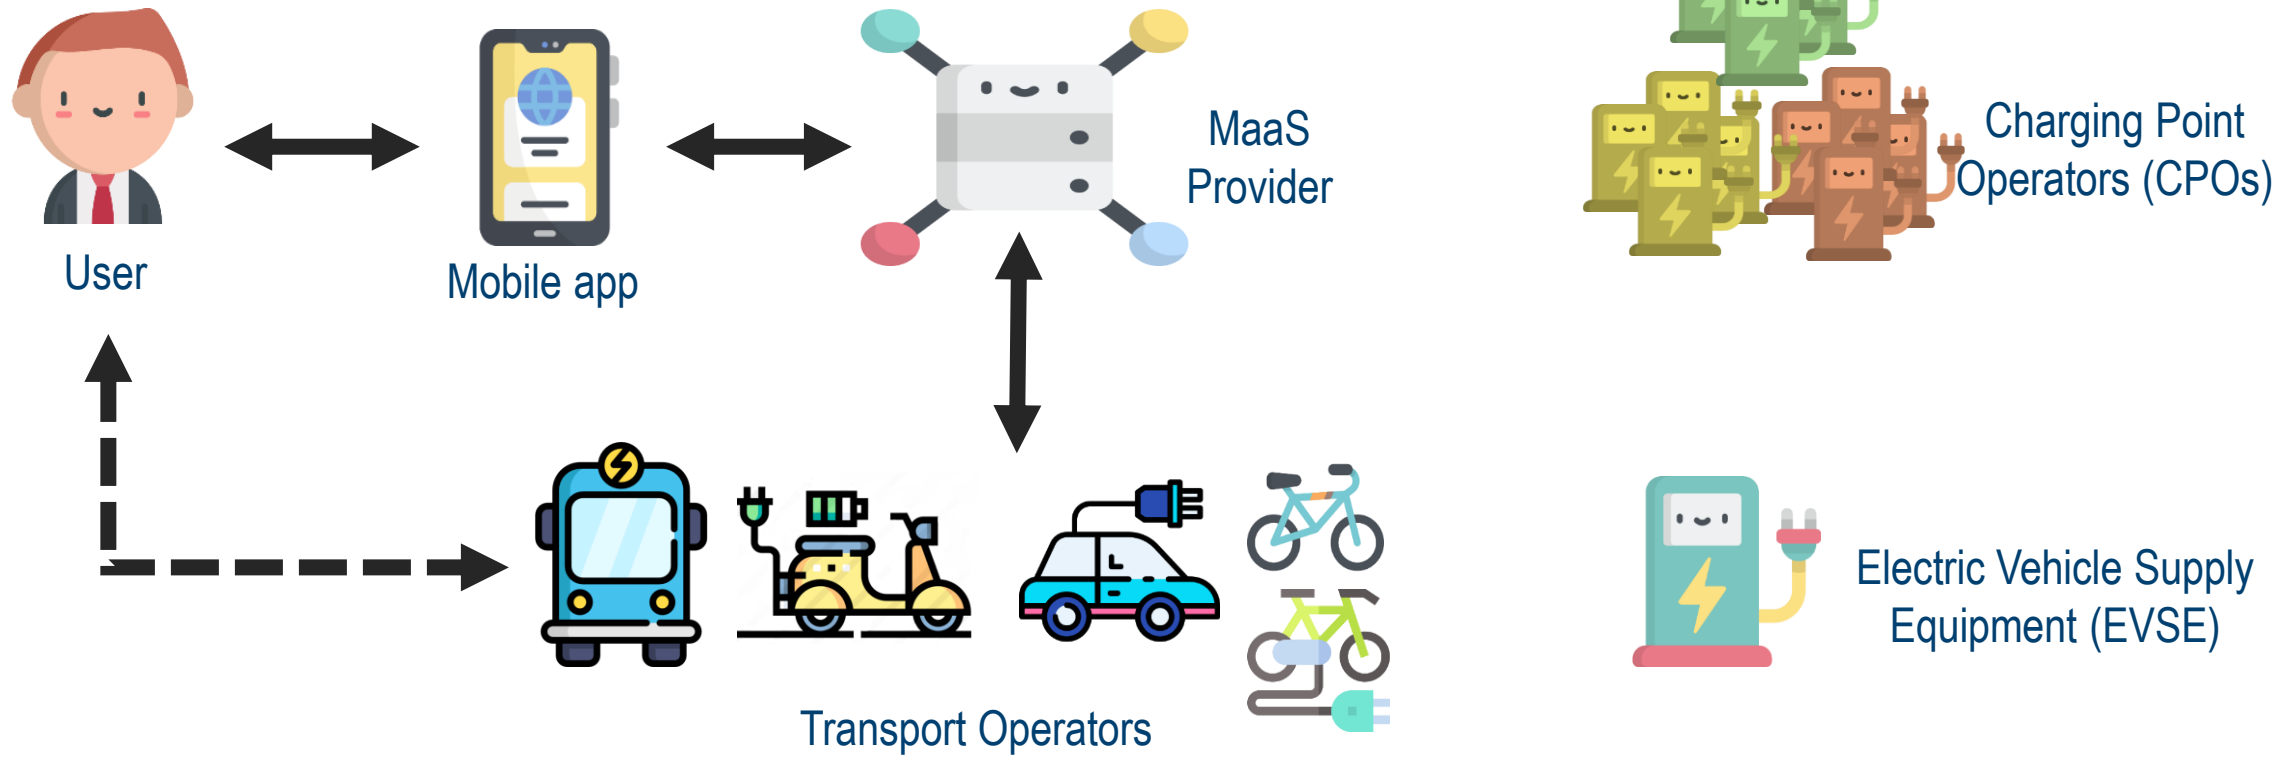 User
Mobile app
MaaS
Provider
Charging Point
Operators (CPOs)
Transport Operators
Electric Vehicle Supply
Equipment (EVSE)